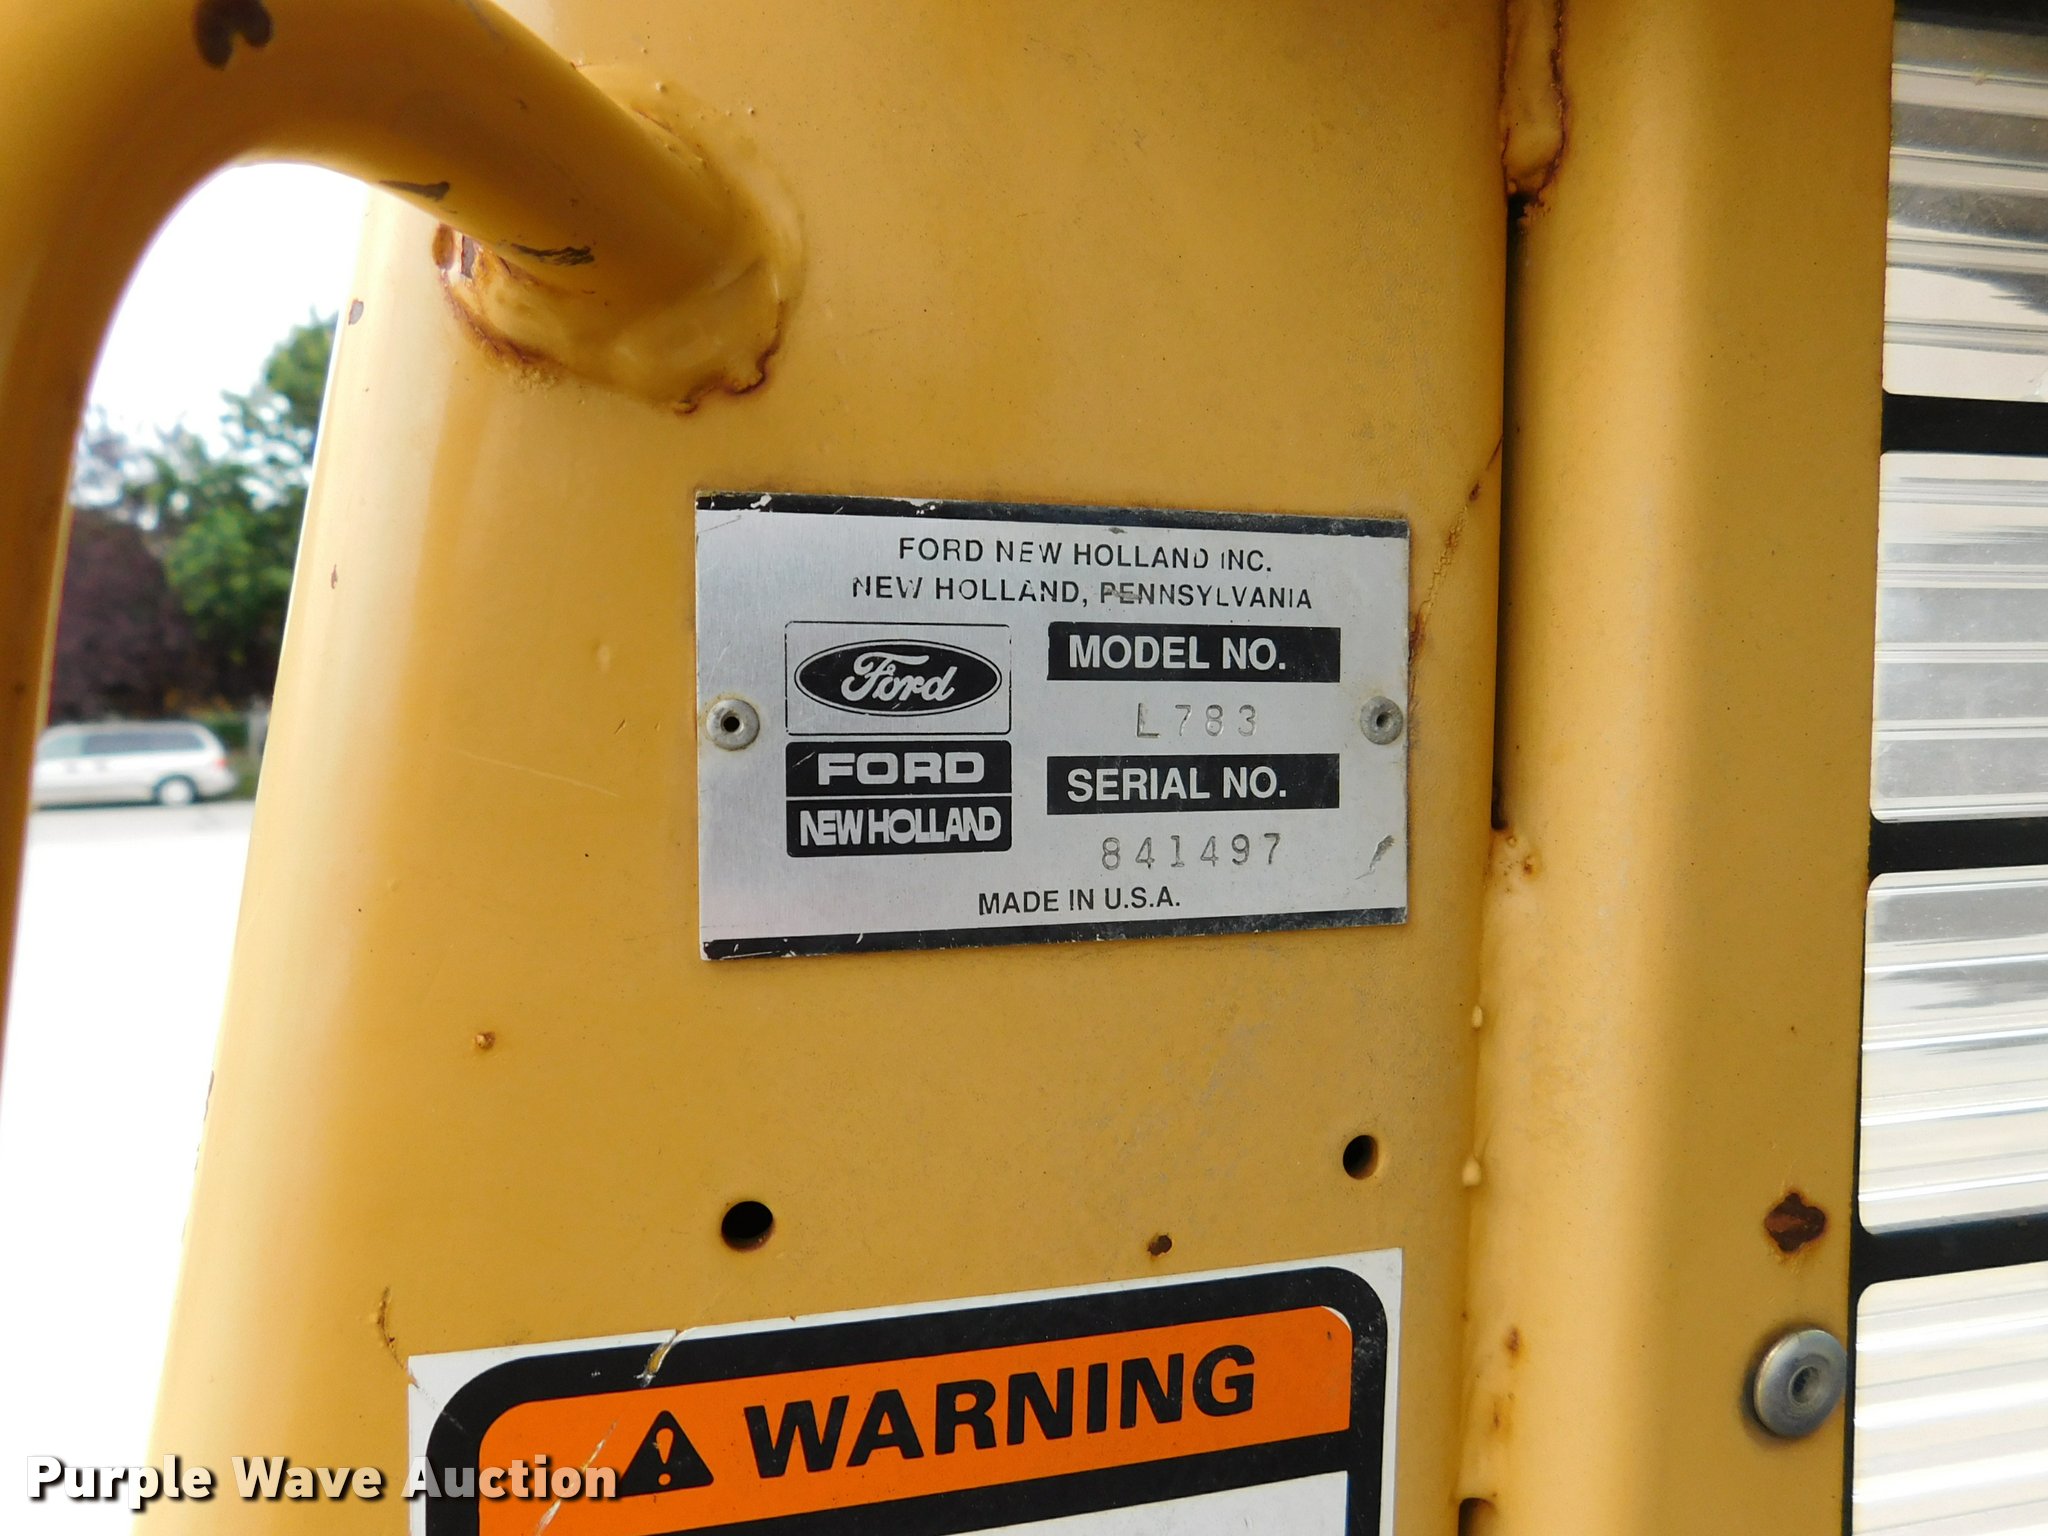 FORD NEW HOLLAND INC.
NEW HOLLAND, PENNSYLVANIA
Ford
FORD
NEW HOLLAND
MODEL NO.
L783
SERIAL NO.
841497
MADE IN U.S.A.
WARNING
Purple Wave Auction